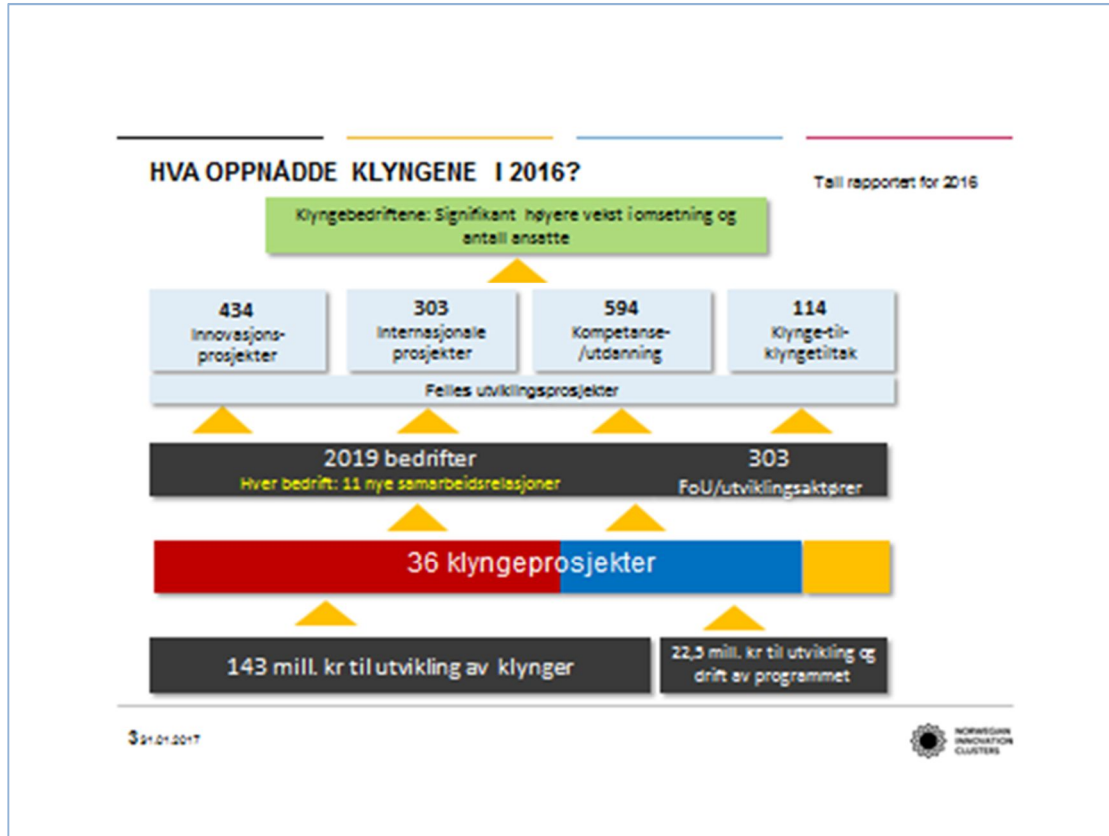 HVA OPPNÅDDE KLYNGENE I 2016?
Tall rapportert for 2016
Klyngebedriftene: Signifikant høyere vekst i omsetning og
antall ansatte
434
Innovasjons-
prosjekter
303
Internasjonale
prosjekter
594
Kompetanse-
/utdanning
114
Klynge-til-
klyngetiltak
Felles utviklingsprosjekter
2019 bedrifter
Hver bedrift: 11 nye samarbeidsrelasjoner
303
FoU/utviklingsaktører
36 klyngeprosjekter
143 mill. kr til utvikling av klynger
22,5 mill. kr til utvikling og
drift av programmet
3 31.01.2017
NORWEGIAN
INNOVATION
CLUSTERS